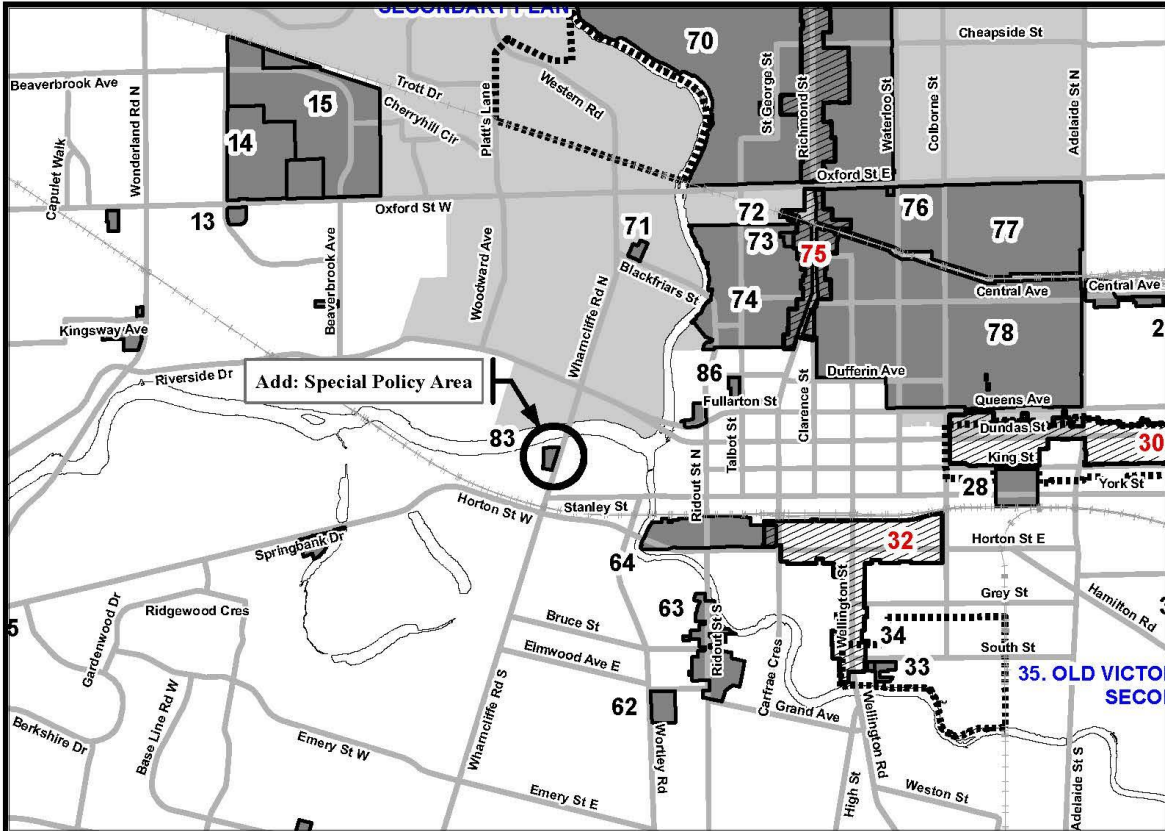 SECONDARY PLAN
70
Cheapside St
Beaverbrook Ave
Wonderland Rd N
15
Trott Dr
Cherryhill Cir
Platt's Lane
Western Rd
St George St
Richmond St
Waterloo St
Colborne St
Adelaide St N
14
Capulet Walk
Oxford St E
13
Oxford St W
72
76
77
71
73
75
Blackfriars St
Central Ave
Central Ave
Beaverbrook Ave
Woodward Ave
Wharncliffe Rd N
74
78
2
Kingsway Ave
Riverside Dr
Add: Special Policy Area
86
Dufferin Ave
Fullarton St
Clarence St
Queens Ave
83
Talbot St
Dundas St
30
King St
Ridout St N
28
York St
Horton St W
Stanley St
Springbank Dr
32
Horton St E
64
Gardenwood Dr
Ridgewood Cres
63
Grey St
Hamilton Rd
3
5
Bruce St
Ridout St S
Wellington St
34
South St
Elmwood Ave E
33
35. OLD VICTO
SECO
Carfrae Cres
62
Grand Ave
Base Line Rd W
Wharncliffe Rd S
Wortley Rd
Wellington Rd
Berkshire Dr
Emery St W
High St
Weston St
Adelaide St S
Emery St E